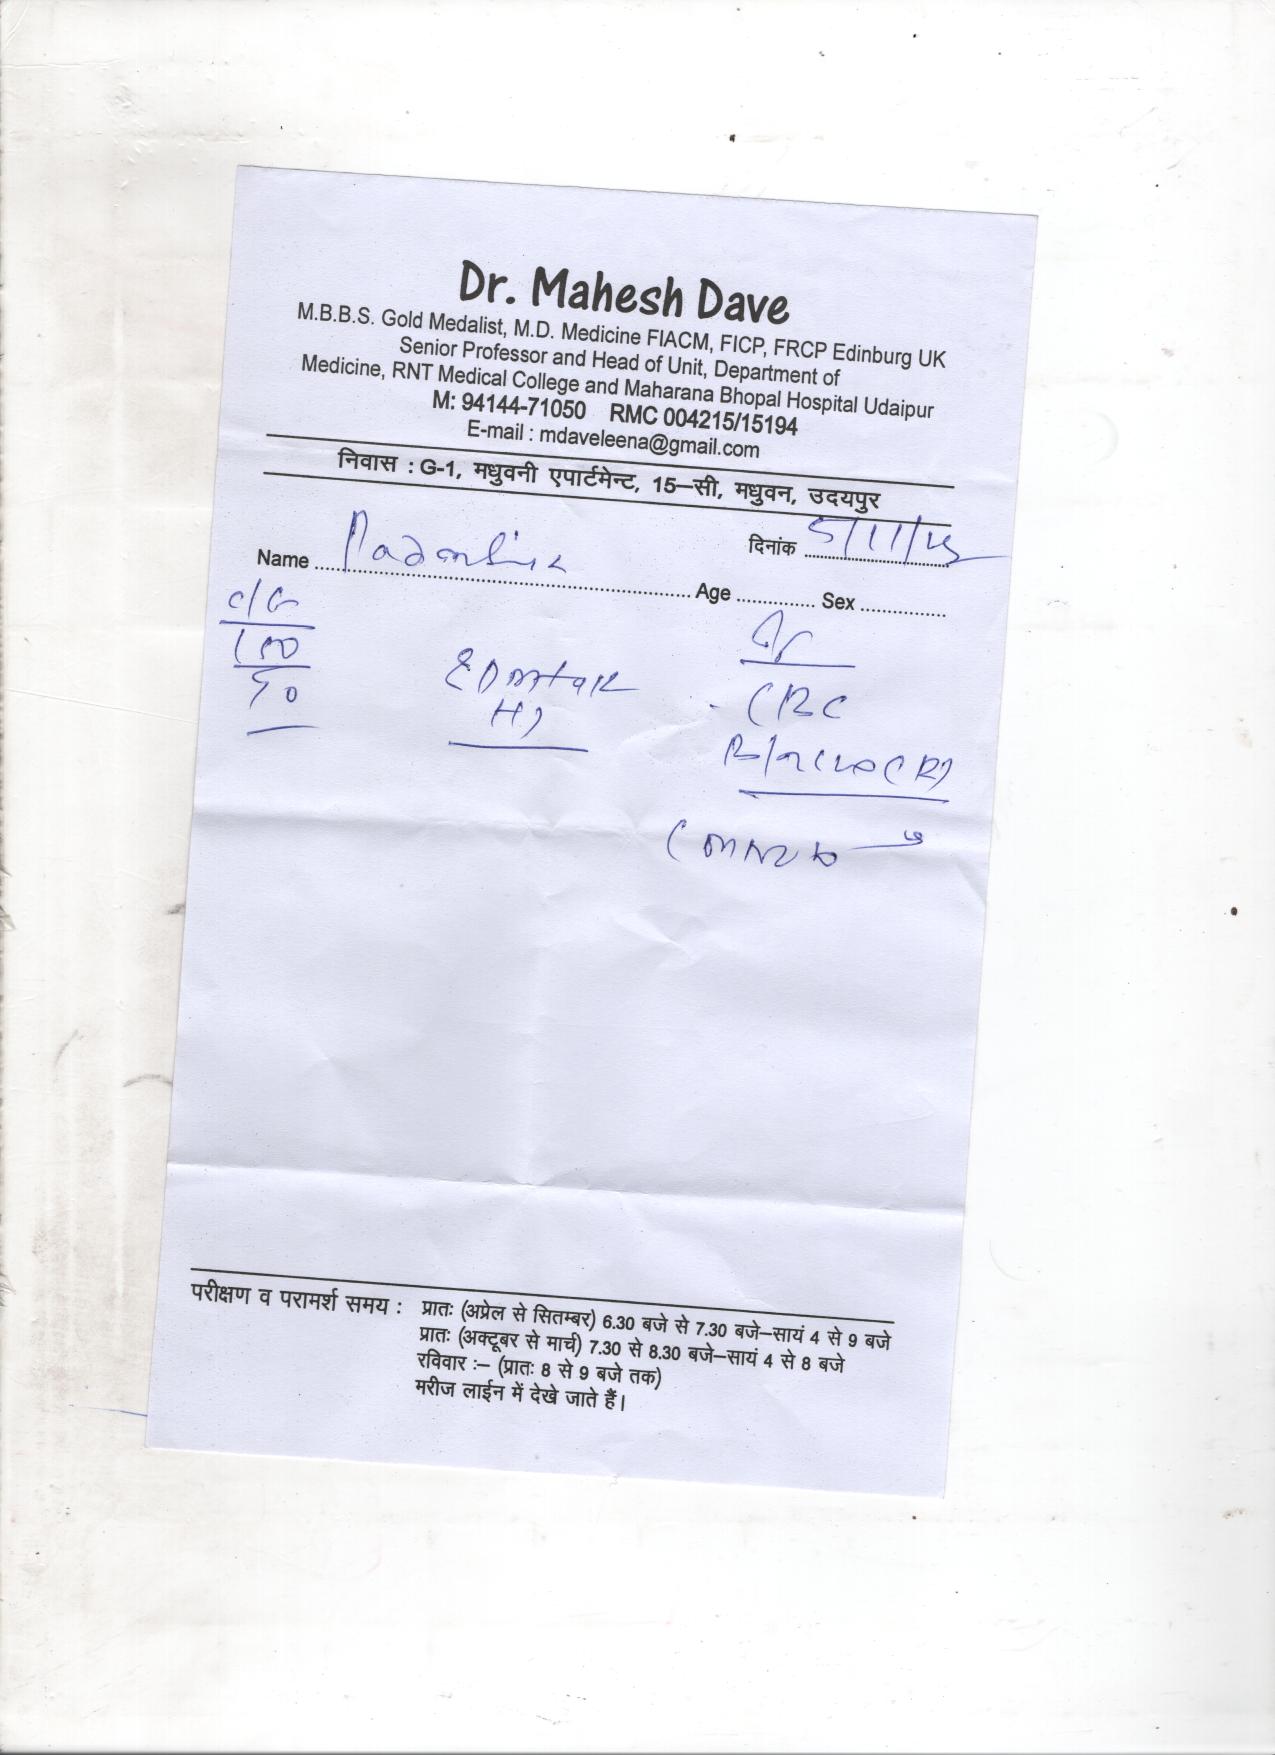 Dr. Mahesh Dave
M.B.B.S. Gold Medalist, M.D. Medicine FIACM, FICP, FRCP Edinburg UK
Senior Professor and Head of Unit, Department of
Medicine, RNT Medical College and Maharana Bhopal Hospital Udaipur
M: 94144-71050 RMC 004215/15194
E-mail : mdaveleena@gmail.com
निवास : G-1, मधुवनी एपार्टमेन्ट, 15–सी, मधुवन, उदयपुर
दिनांक 5/11/
Name Age Sex
CBC
परीक्षण व परामर्श समय : प्रातः (अप्रेल से सितम्बर) 6.30 बजे से 7.30 बजे–सायं 4 से 9 बजे
प्रातः (अक्टूबर से मार्च) 7.30 से 8.30 बजे–सायं 4 से 8 बजे
रविवार :– (प्रातः 8 से 9 बजे तक)
मरीज लाईन में देखे जाते हैं।